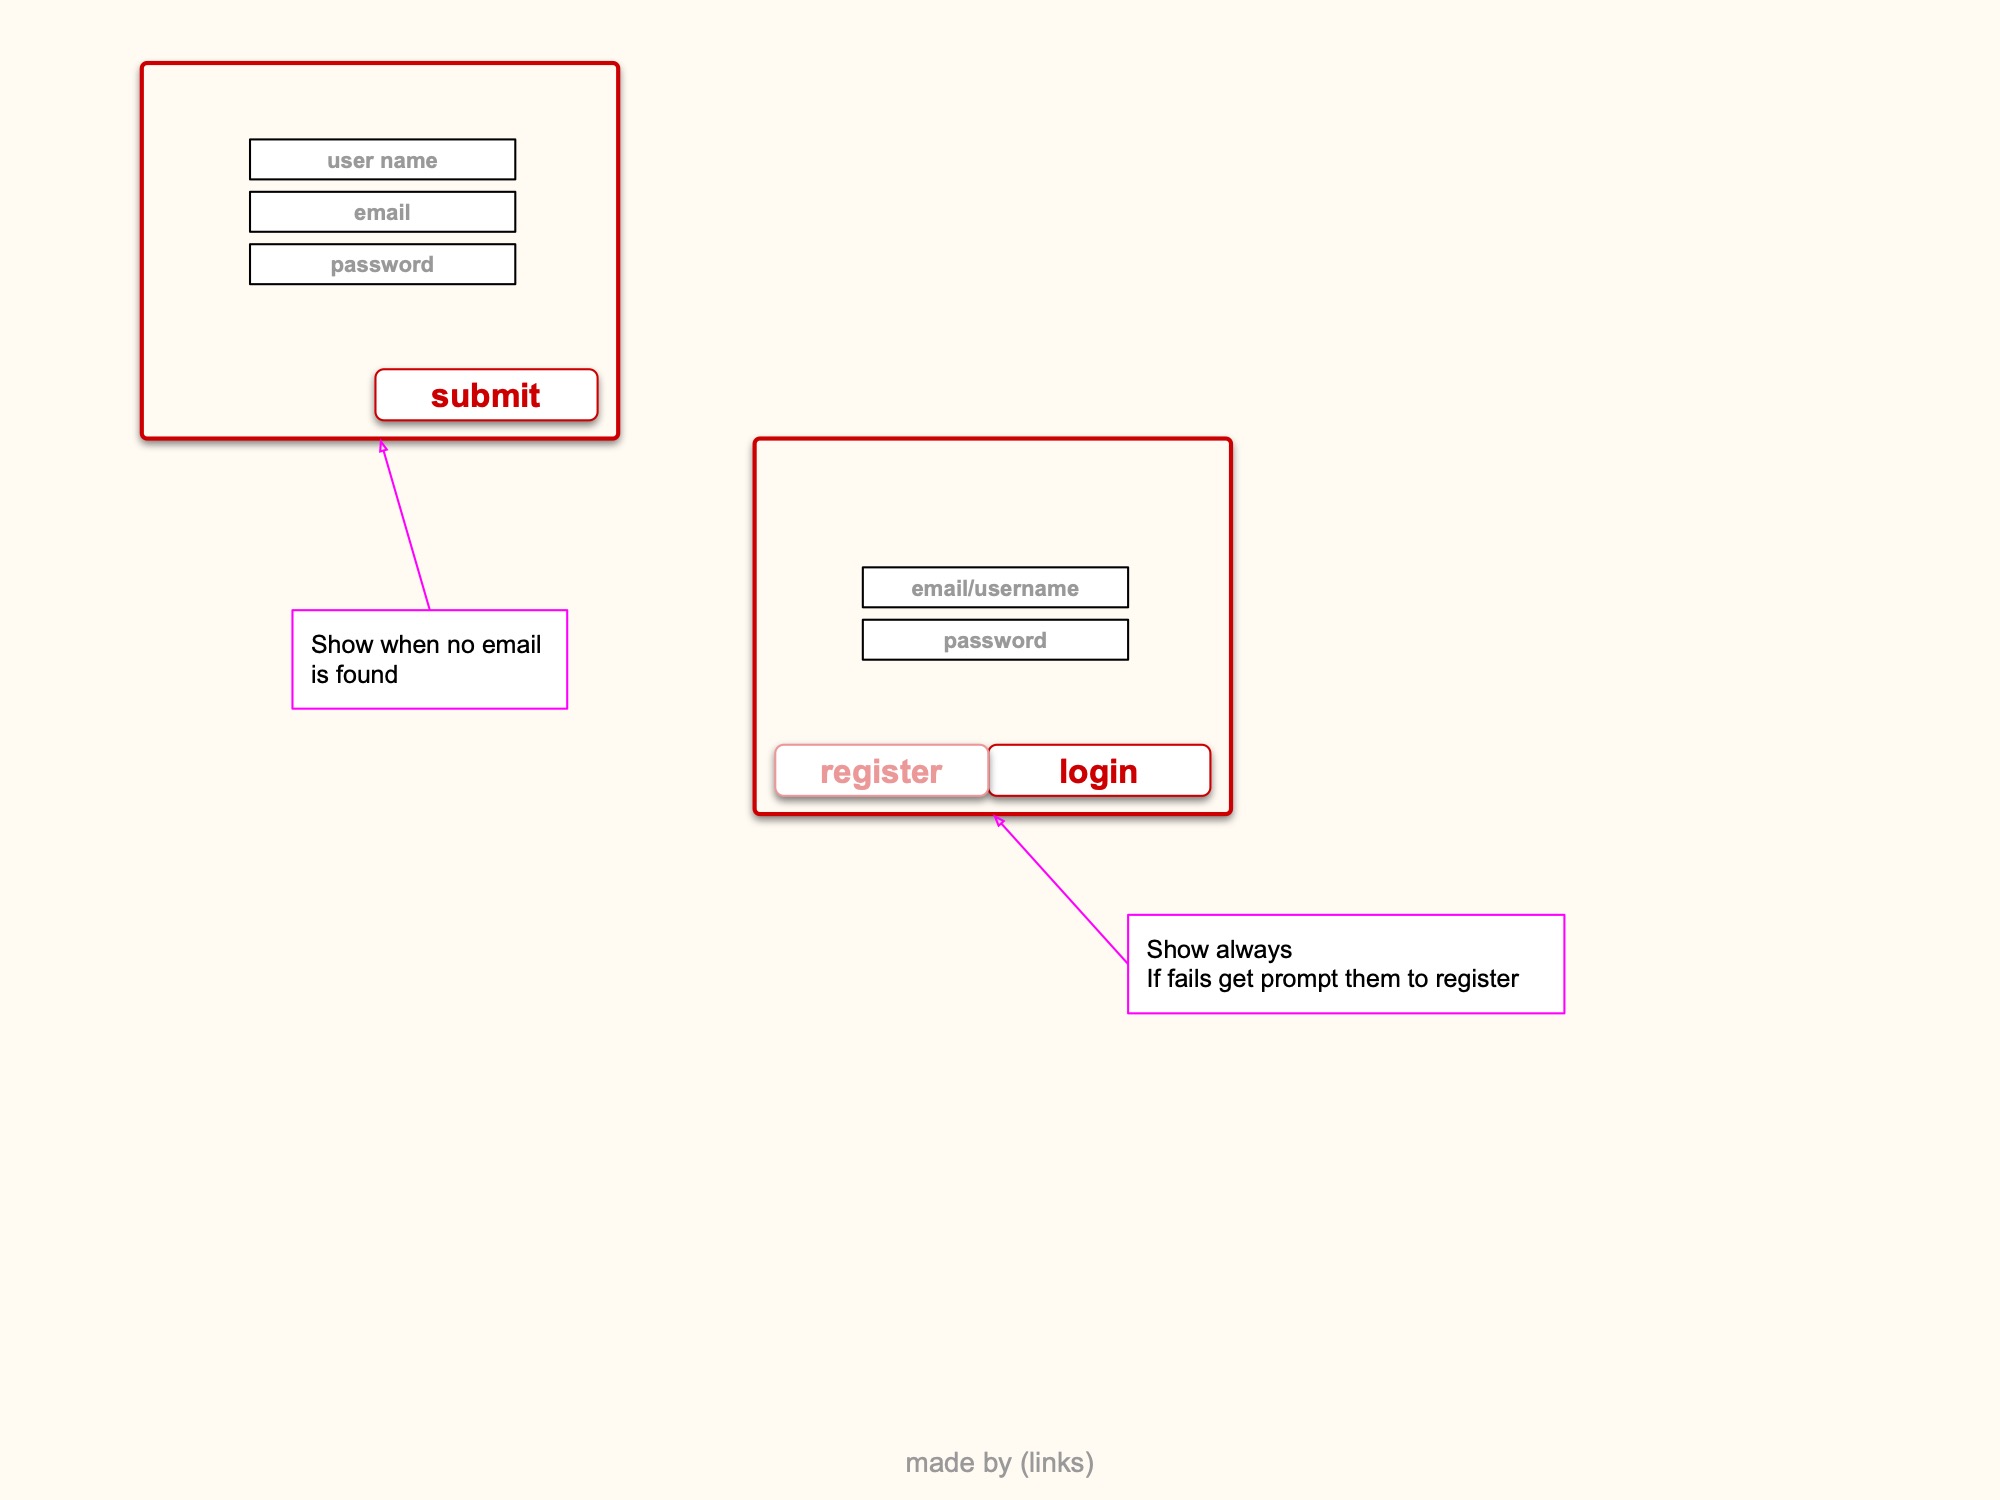 user name
email
password
submit
Show when no email
is found
email/username
password
register
login
Show always
If fails get prompt them to register
made by (links)